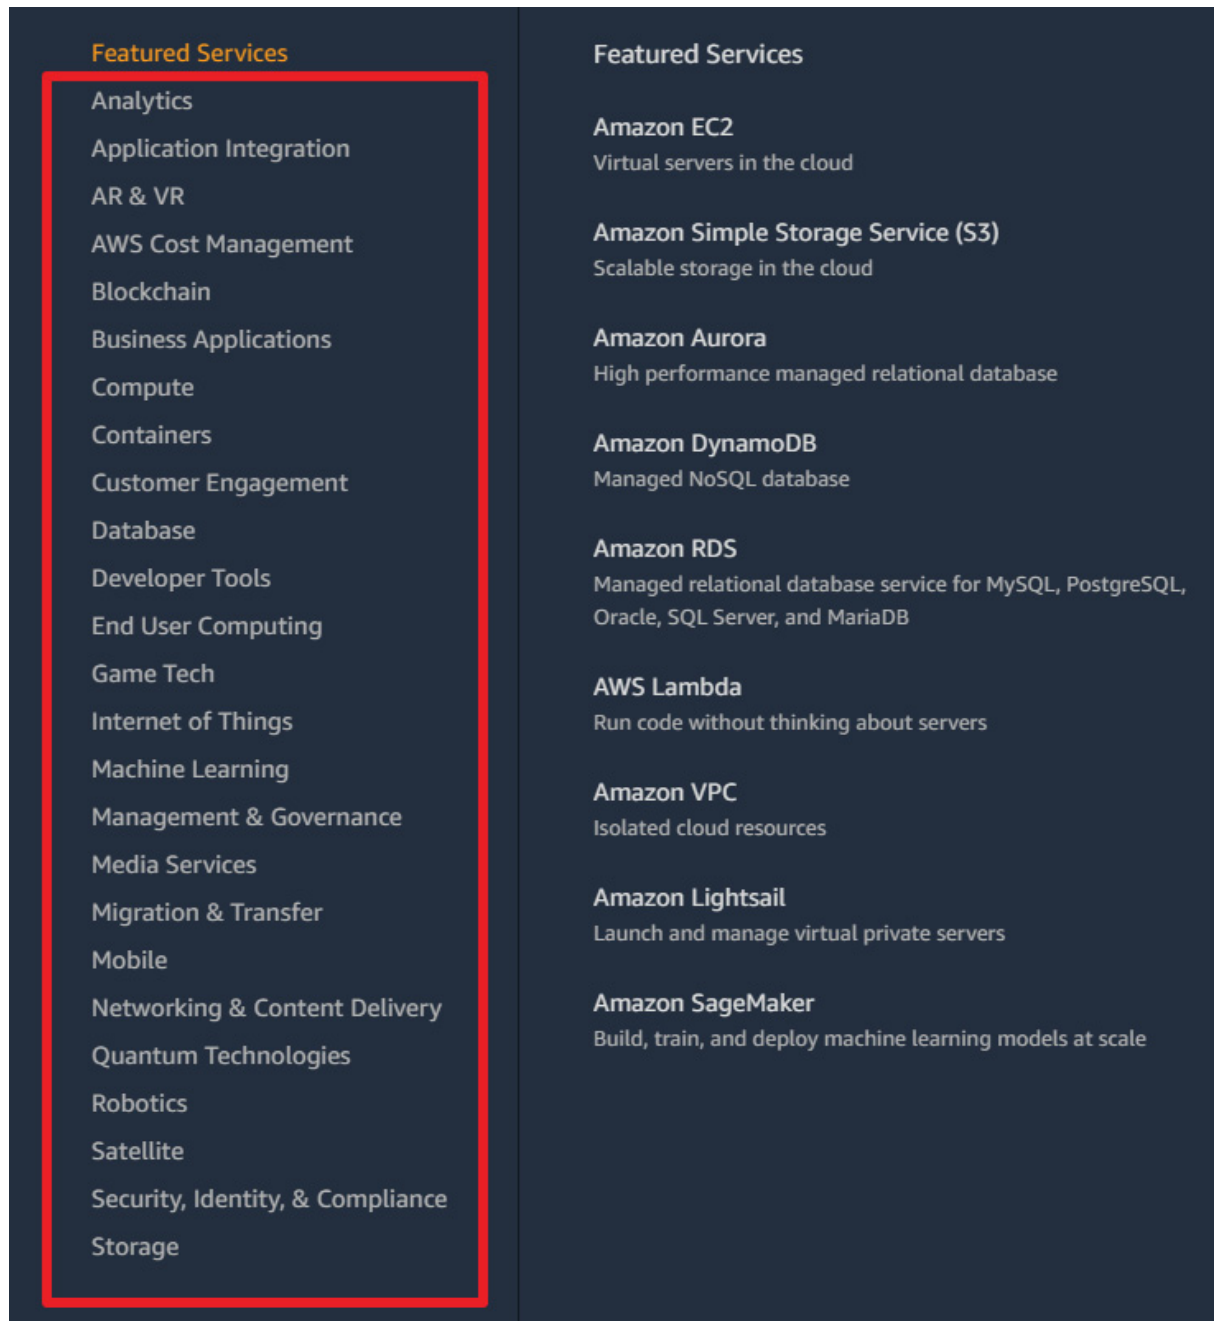 Featured Services
Analytics
Application Integration
AR & VR
AWS Cost Management
Blockchain
Business Applications
Compute
Containers
Customer Engagement
Database
Developer Tools
End User Computing
Game Tech
Internet of Things
Machine Learning
Management & Governance
Media Services
Migration & Transfer
Mobile
Networking & Content Delivery
Quantum Technologies
Robotics
Satellite
Security, Identity, & Compliance
Storage
Featured Services
Amazon EC2
Virtual servers in the cloud
Amazon Simple Storage Service (S3)
Scalable storage in the cloud
Amazon Aurora
High performance managed relational database
Amazon DynamoDB
Managed NoSQL database
Amazon RDS
Managed relational database service for MySQL, PostgreSQL,
Oracle, SQL Server, and MariaDB
AWS Lambda
Run code without thinking about servers
Amazon VPC
Isolated cloud resources
Amazon Lightsail
Launch and manage virtual private servers
Amazon SageMaker
Build, train, and deploy machine learning models at scale